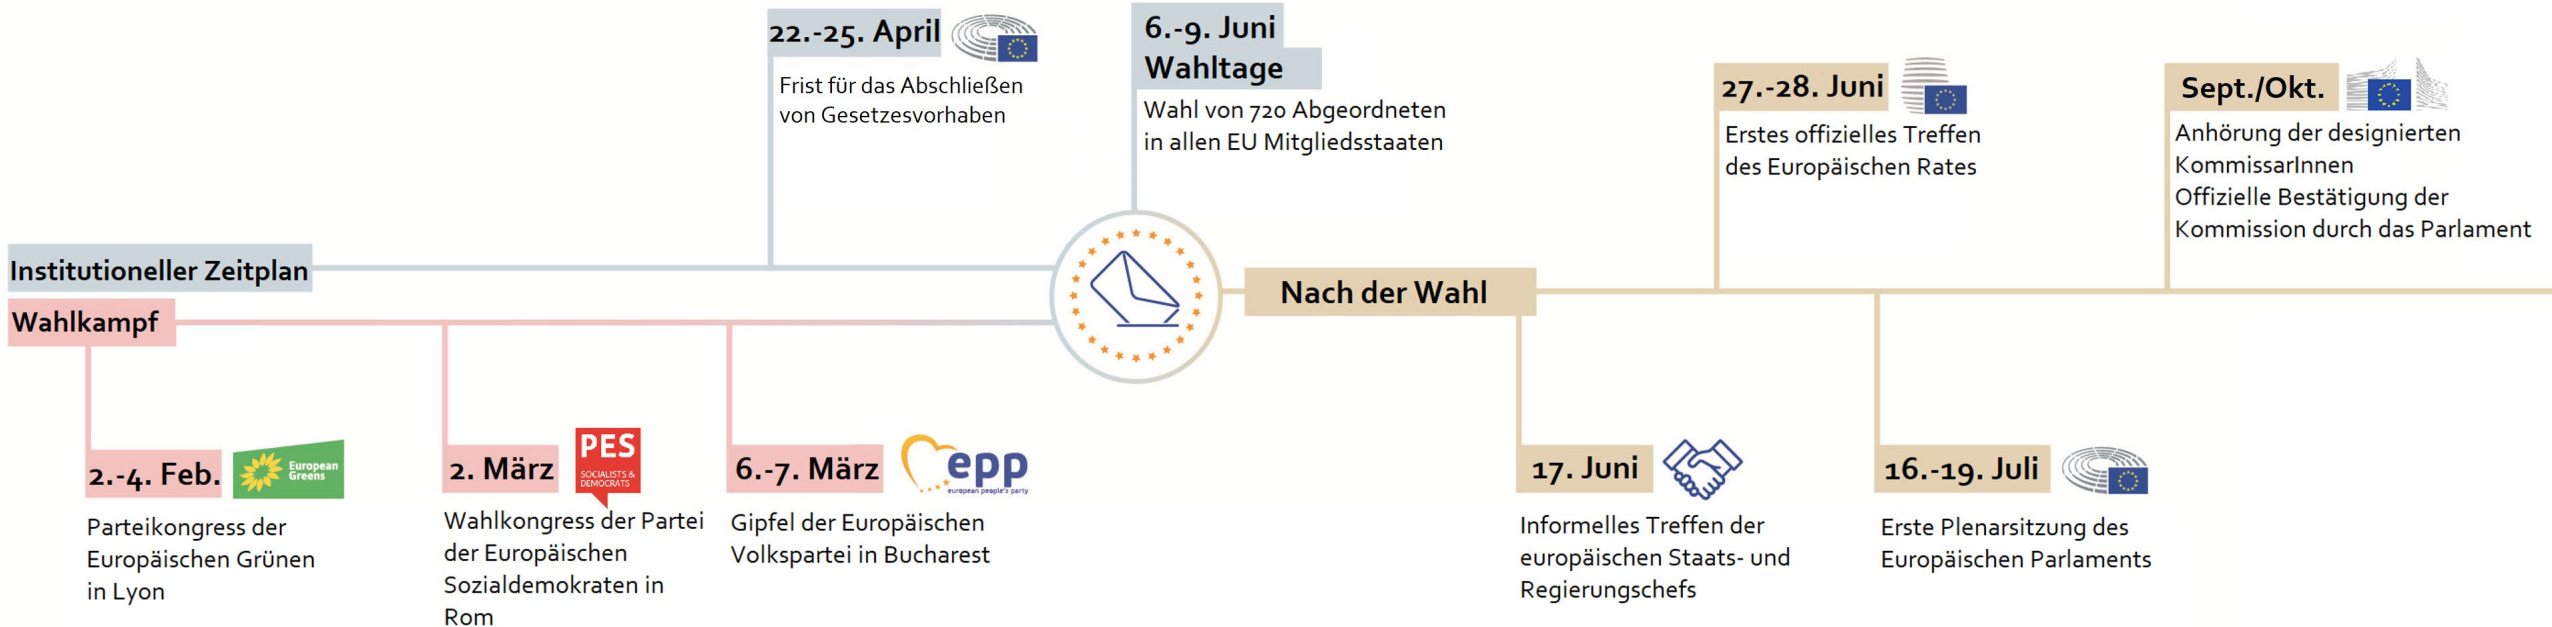 22.-25. April
Frist für das Abschließen
von Gesetzesvorhaben
6.-9. Juni
Wahltage
Wahl von 720 Abgeordneten
in allen EU Mitgliedsstaaten
27.-28. Juni
Erstes offizielles Treffen
des Europäischen Rates
Sept./Okt.
Anhörung der designierten
KommissarInnen
Offizielle Bestätigung der
Kommission durch das Parlament
Institutioneller Zeitplan
Wahlkampf
Nach der Wahl
2.-4. Feb.
European
Greens
Parteikongress der
Europäischen Grünen
in Lyon
2. März
PES
SOCIALISTS &
DEMOCRATS
Wahlkongress der Partei
der Europäischen
Sozialdemokraten in
Rom
6.-7. März
epp
european people's party
Gipfel der Europäischen
Volkspartei in Bucharest
17. Juni
Informelles Treffen der
europäischen Staats- und
Regierungschefs
16.-19. Juli
Erste Plenarsitzung des
Europäischen Parlaments